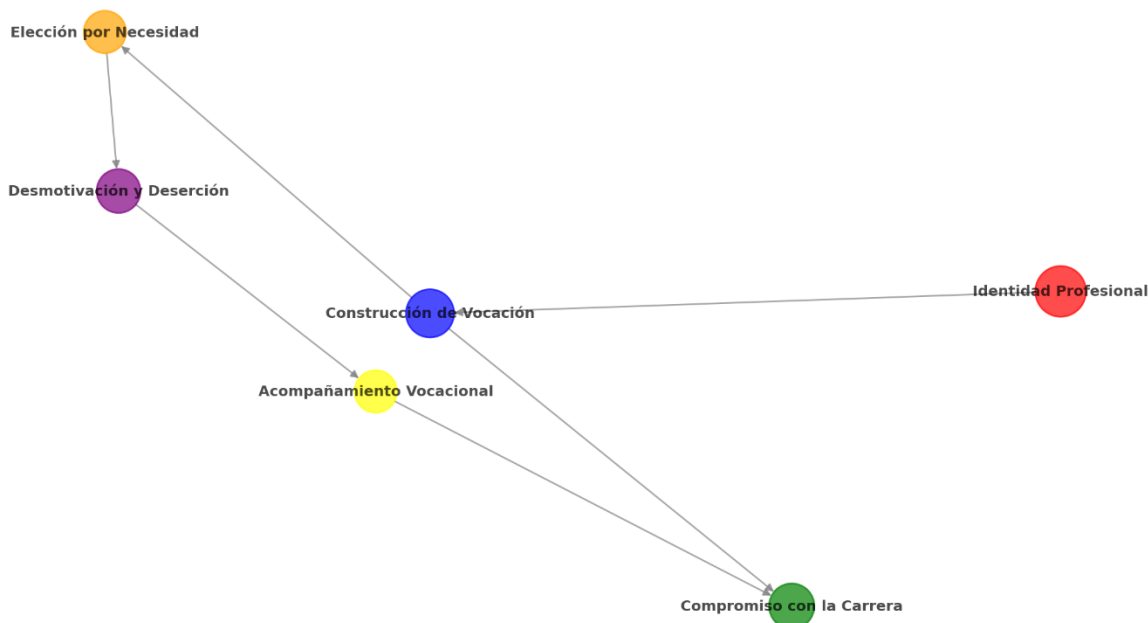 Elección por Necesidad
Desmotivación y Deserción
Identidad Profesional
Construcción de Vocación
Acompañamiento Vocacional
Compromiso con la Carrera